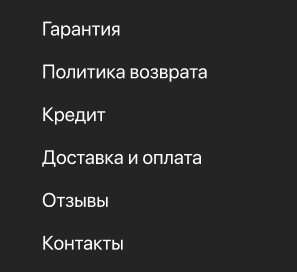 Гарантия
Политика возврата
Кредит
Доставка и оплата
Отзывы
Контакты